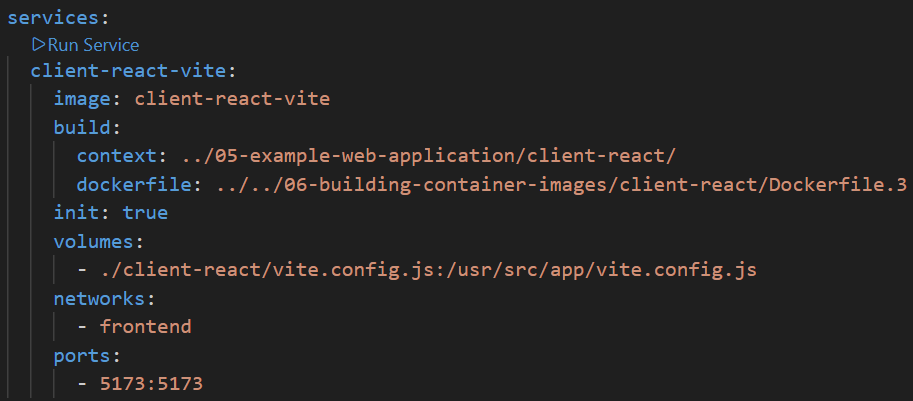 services:
▷Run Service
client-react-vite:
image: client-react-vite
build:
context: ../05-example-web-application/client-react/
dockerfile: ../../06-building-container-images/client-react/Dockerfile.3
init: true
volumes:
- ./client-react/vite.config.js:/usr/src/app/vite.config.js
networks:
- frontend
ports:
- 5173:5173